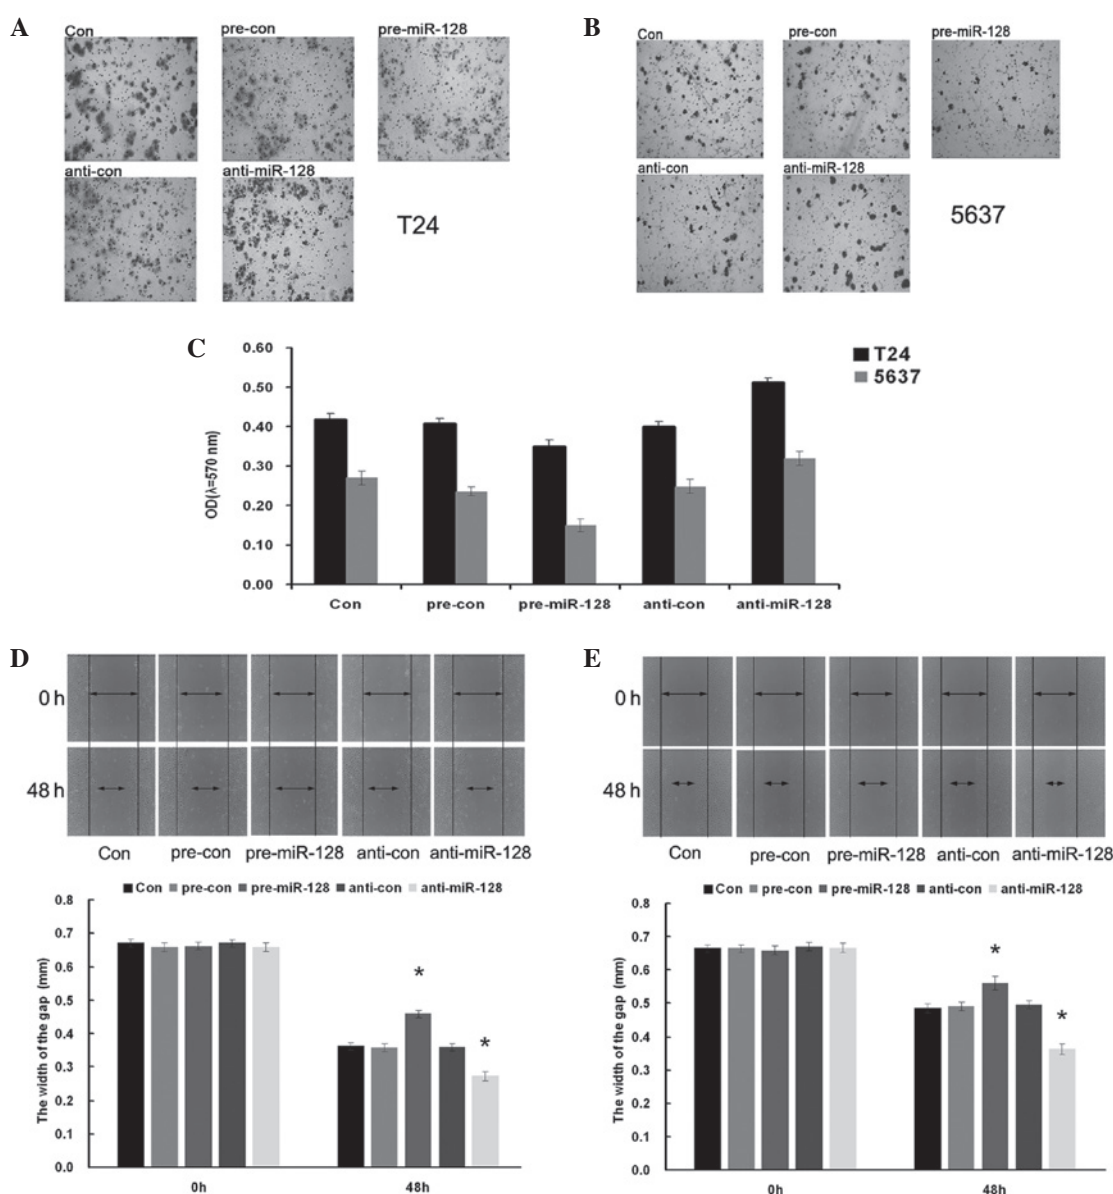 A
Con
pre-con
pre-miR-128
anti-con
anti-miR-128
T24
B
Con
pre-con
pre-miR-128
anti-con
anti-miR-128
5637
C
OD(λ=570 nm)
0.60
0.50
0.40
0.30
0.20
0.10
0.00
T24
5637
Con pre-con pre-miR-128 anti-con anti-miR-128
D
0 h
48 h
Con pre-con pre-miR-128 anti-con anti-miR-128
Con pre-con pre-miR-128 anti-con anti-miR-128
The width of the gap (mm)
0.8
0.7
0.6
0.5
0.4
0.3
0.2
0.1
0.0
*
*
0h 48h
E
0 h
48 h
Con pre-con pre-miR-128 anti-con anti-miR-128
Con pre-con pre-miR-128 anti-con anti-miR-128
The width of the gap (mm)
0.8
0.7
0.6
0.5
0.4
0.3
0.2
0.1
0.0
*
*
0h 48h